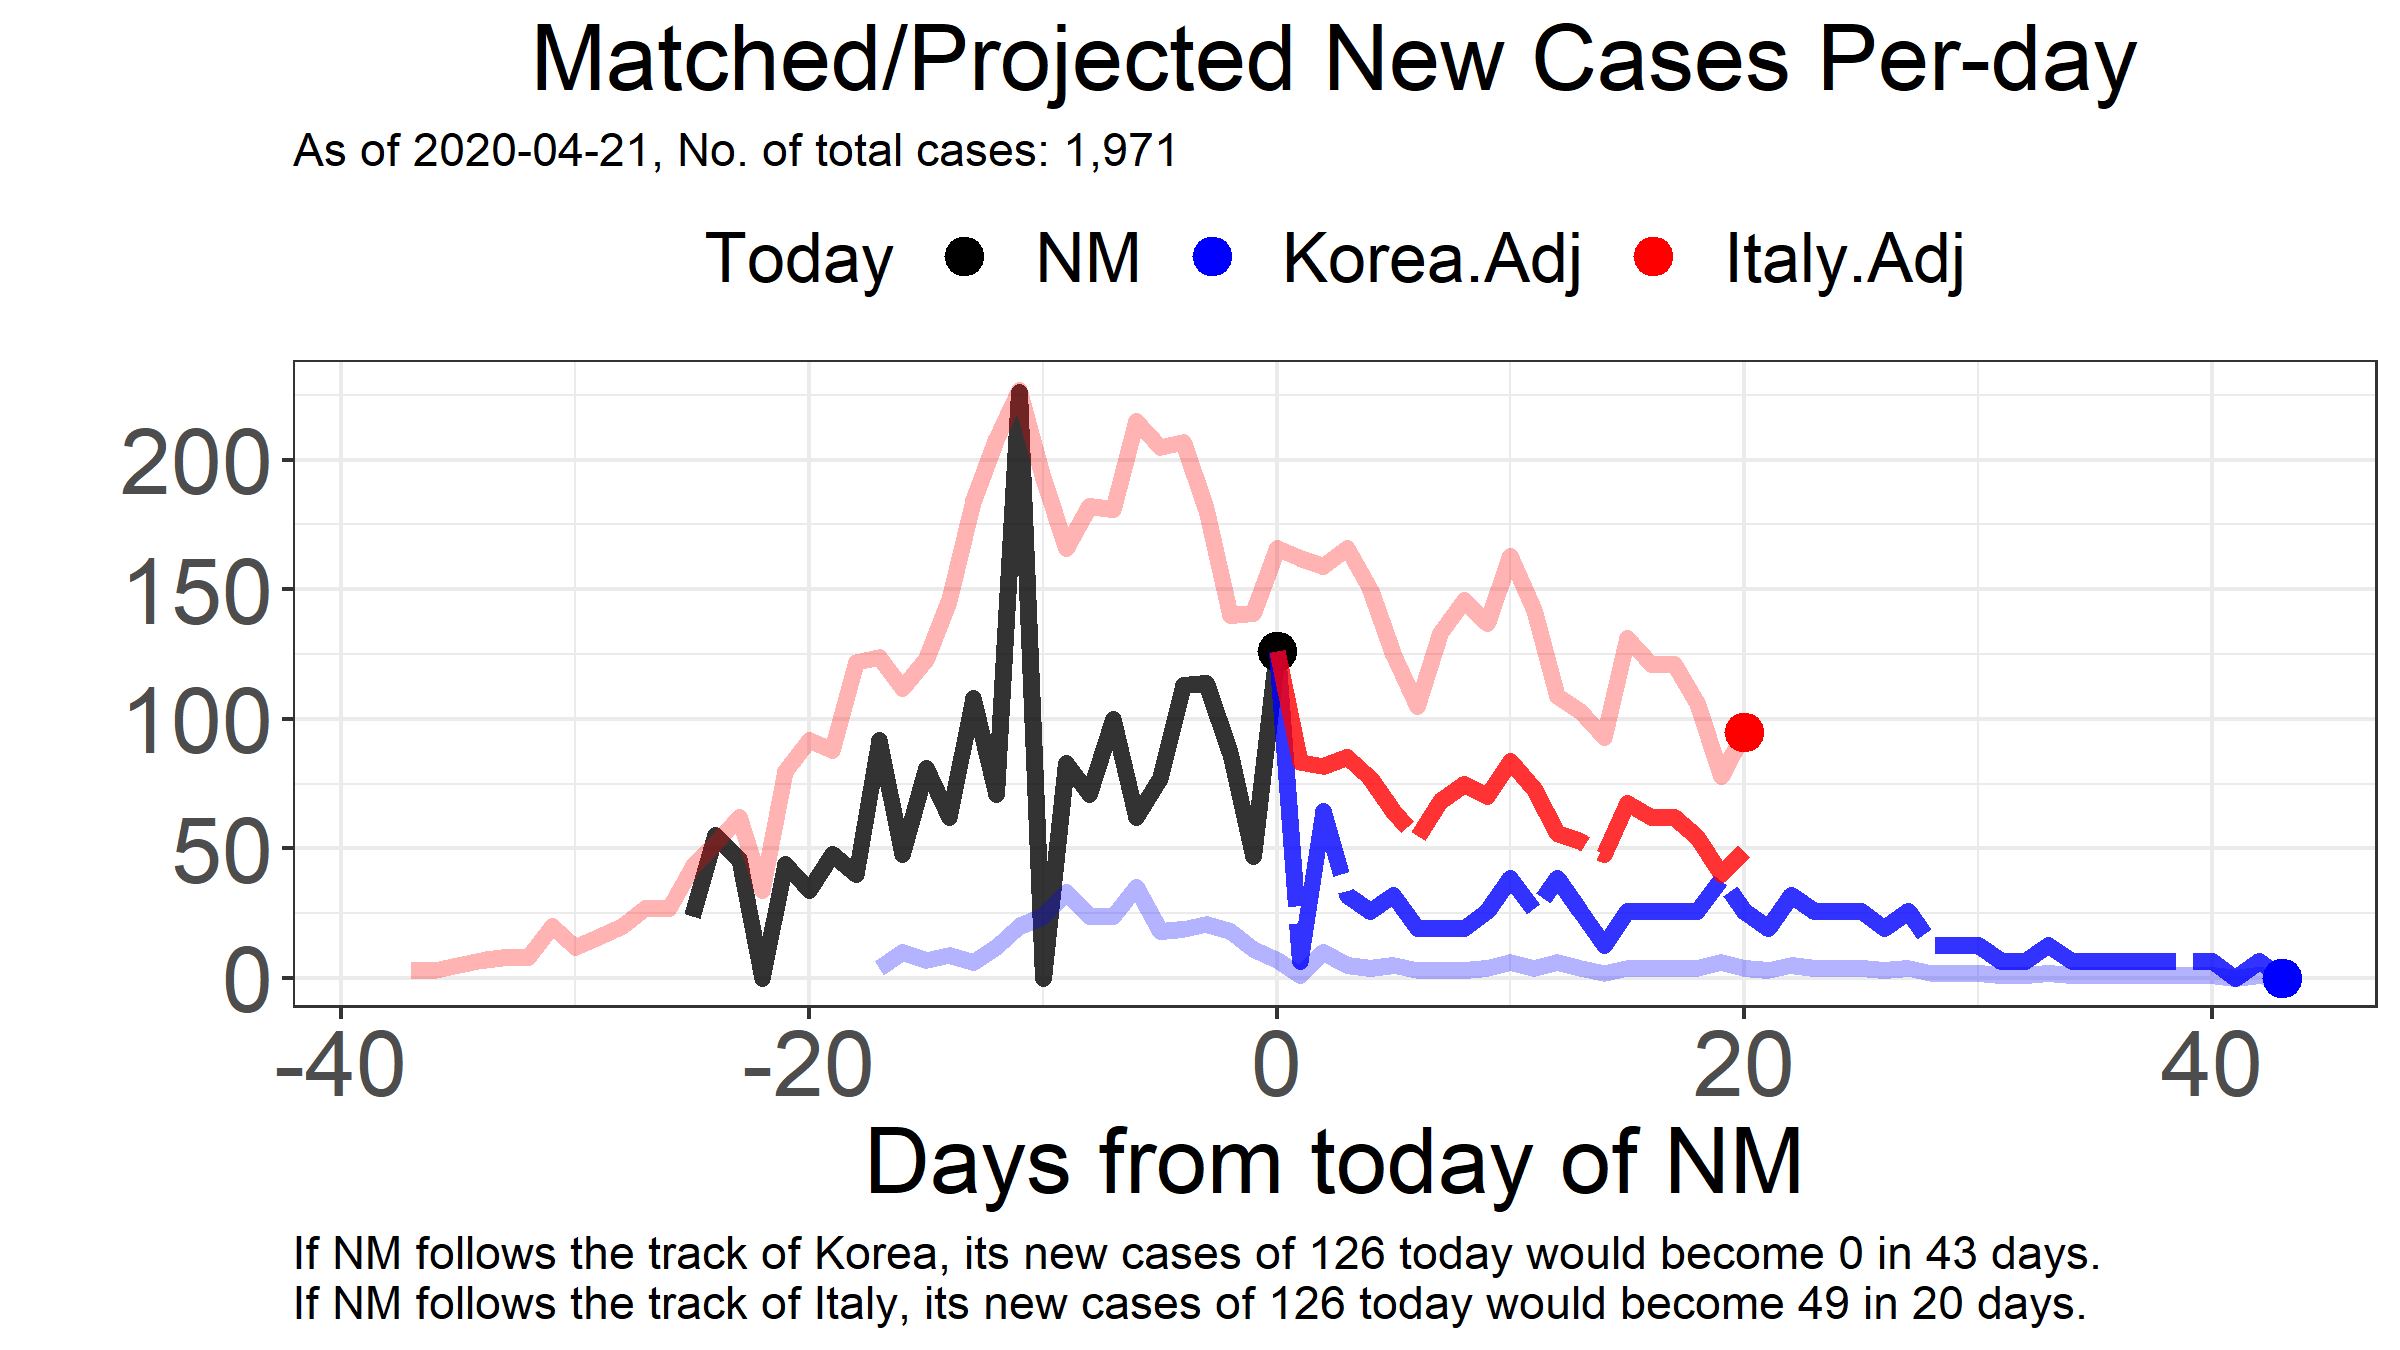 Matched/Projected New Cases Per-day
As of 2020-04-21, No. of total cases: 1,971
Today NM Korea.Adj Italy.Adj
200
150
100
50
0
-40 -20 0 20 40
Days from today of NM
If NM follows the track of Korea, its new cases of 126 today would become 0 in 43 days.
If NM follows the track of Italy, its new cases of 126 today would become 49 in 20 days.